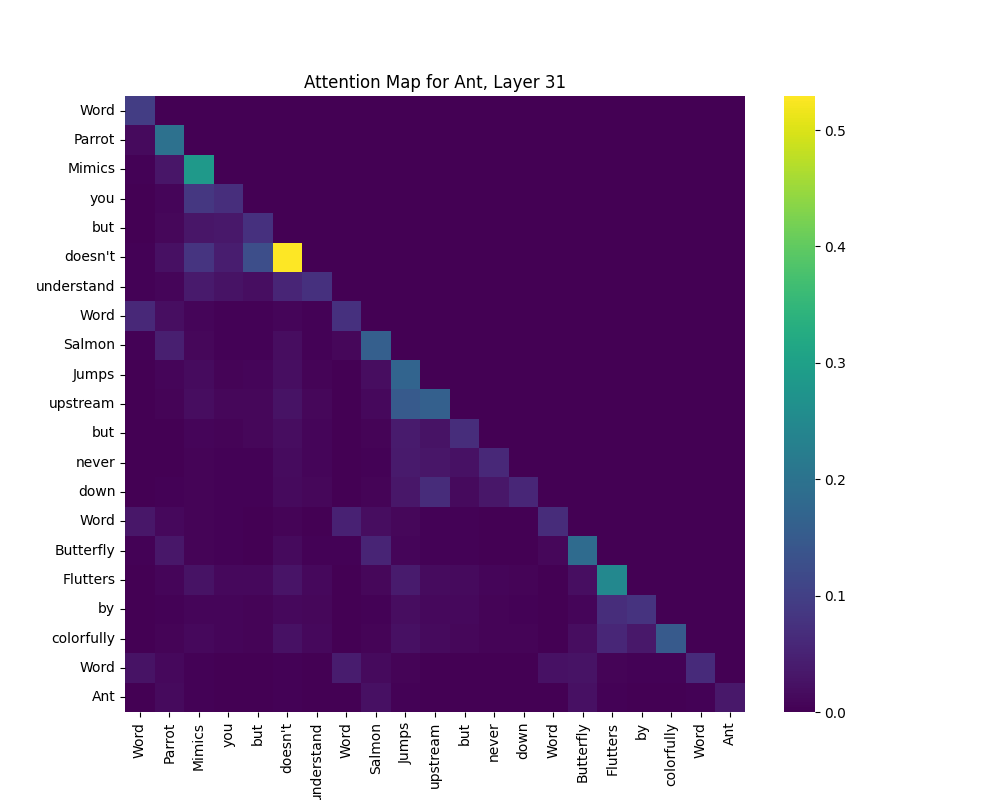 Attention Map for Ant, Layer 31
Word
Parrot
Mimics
you
but
doesn't
understand
Word
Salmon
Jumps
upstream
but
never
down
Word
Butterfly
Flutters
by
colorfully
Word
Ant
Word
Parrot
Mimics
you
but
doesn't
understand
Word
Salmon
Jumps
upstream
but
never
down
Word
Butterfly
Flutters
by
colorfully
Word
Ant
0.5
0.4
0.3
0.2
0.1
0.0